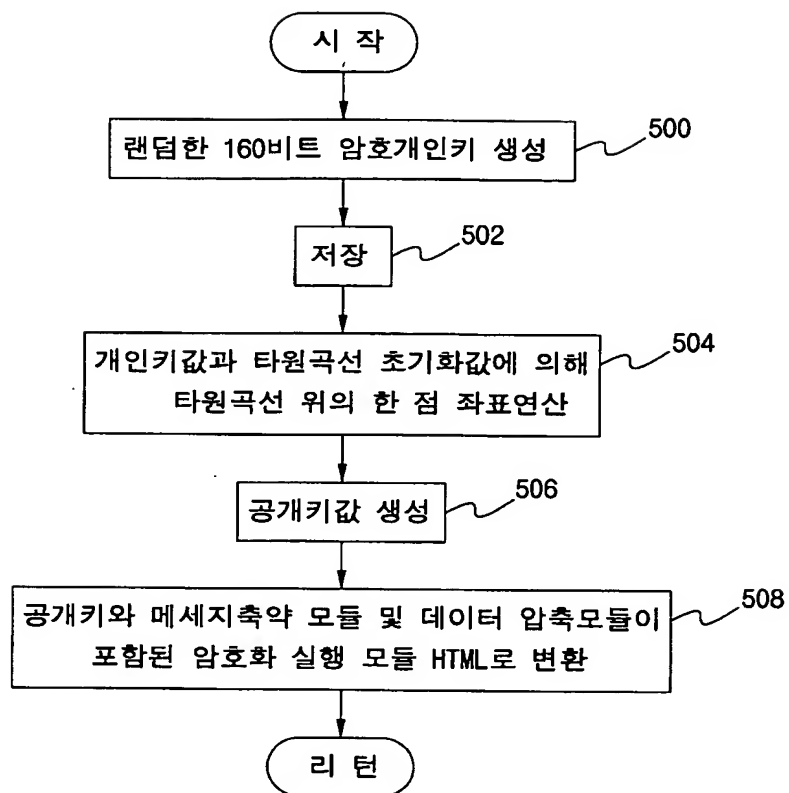 시 작
랜덤한 160비트 암호개인키 생성
500
저장
502
개인키값과 타원곡선 초기화값에 의해
타원곡선 위의 한 점 좌표연산
504
공개키값 생성
506
공개키와 메세지축약 모듈 및 데이터 압축모듈이
포함된 암호화 실행 모듈 HTML로 변환
508
리 턴